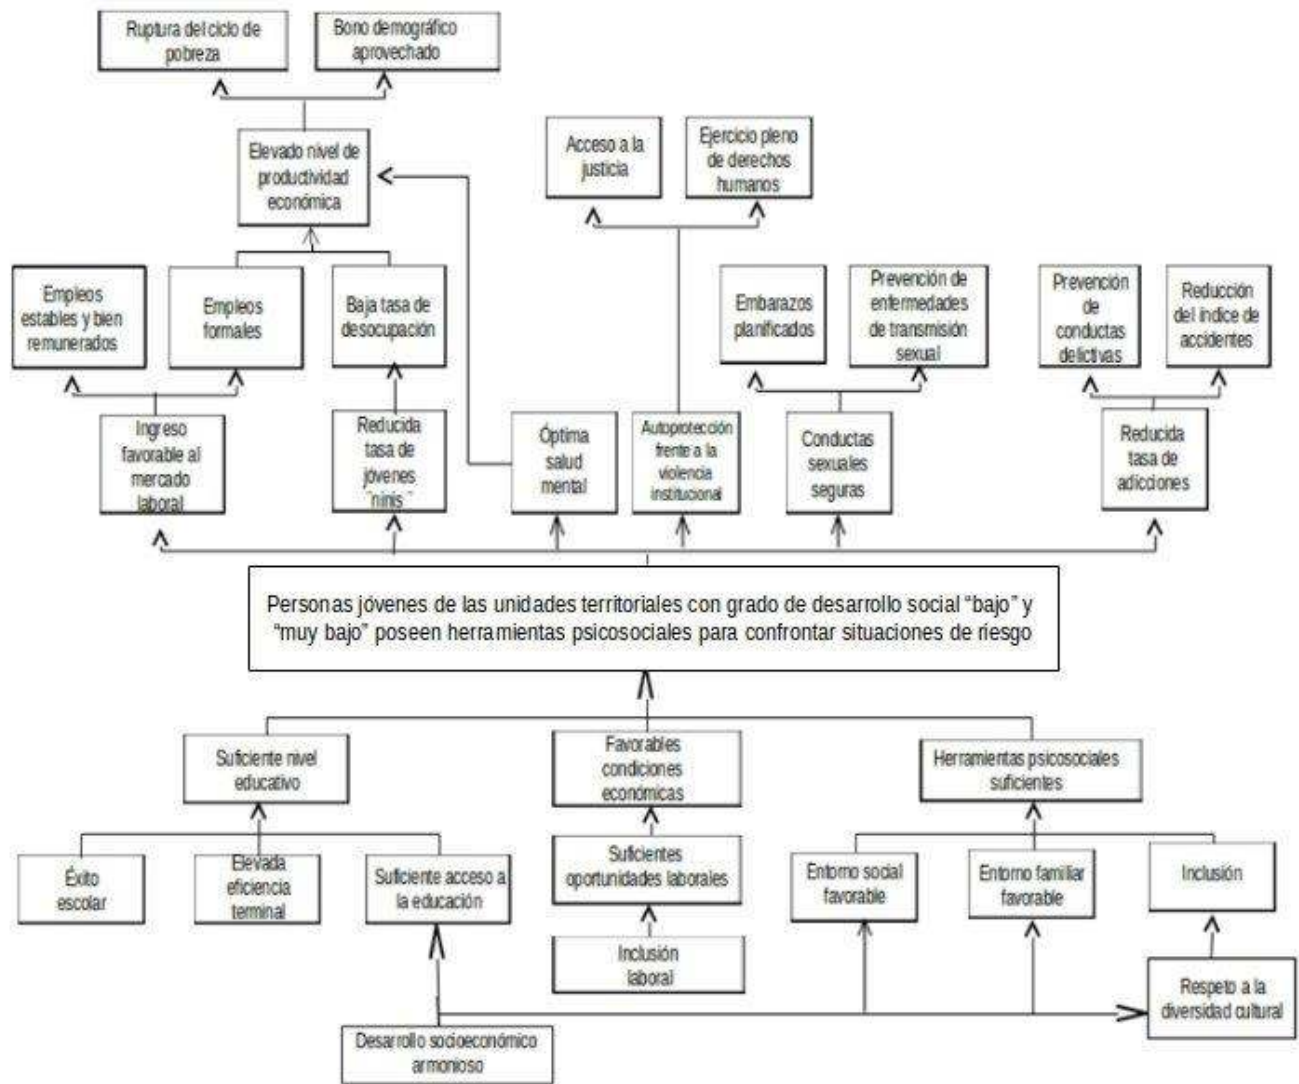 Ruptura del ciclo de
pobreza
Bono demográfico
aprovechado
Elevado nivel de
productividad
económica
Acceso a la
justicia
Ejercicio pleno
de derechos
humanos
Empleos
estables y bien
remunerados
Empleos
formales
Baja tasa de
desocupación
Embarazos
planificados
Prevención de
enfermedades
de transmisión
sexual
Prevención
de
conductas
delictivas
Reducción
del índice de
accidentes
Ingreso
favorable al
mercado
laboral
Reducida
tasa de
jóvenes
¨ninis¨
Óptima
salud
mental
Autoprotección
frente a la
violencia
institucional
Conductas
sexuales
seguras
Reducida
tasa de
adicciones
Personas jóvenes de las unidades territoriales con grado de desarrollo social “bajo” y
“muy bajo” poseen herramientas psicosociales para confrontar situaciones de riesgo
Suficiente nivel
educativo
Favorables
condiciones
económicas
Herramientas psicosociales
suficientes
Éxito
escolar
Elevada
eficiencia
terminal
Suficiente acceso a
la educación
Suficientes
oportunidades laborales
Entorno social
favorable
Entorno familiar
favorable
Inclusión
Inclusión
laboral
Respeto a la
diversidad cultural
Desarrollo socioeconómico
armonioso